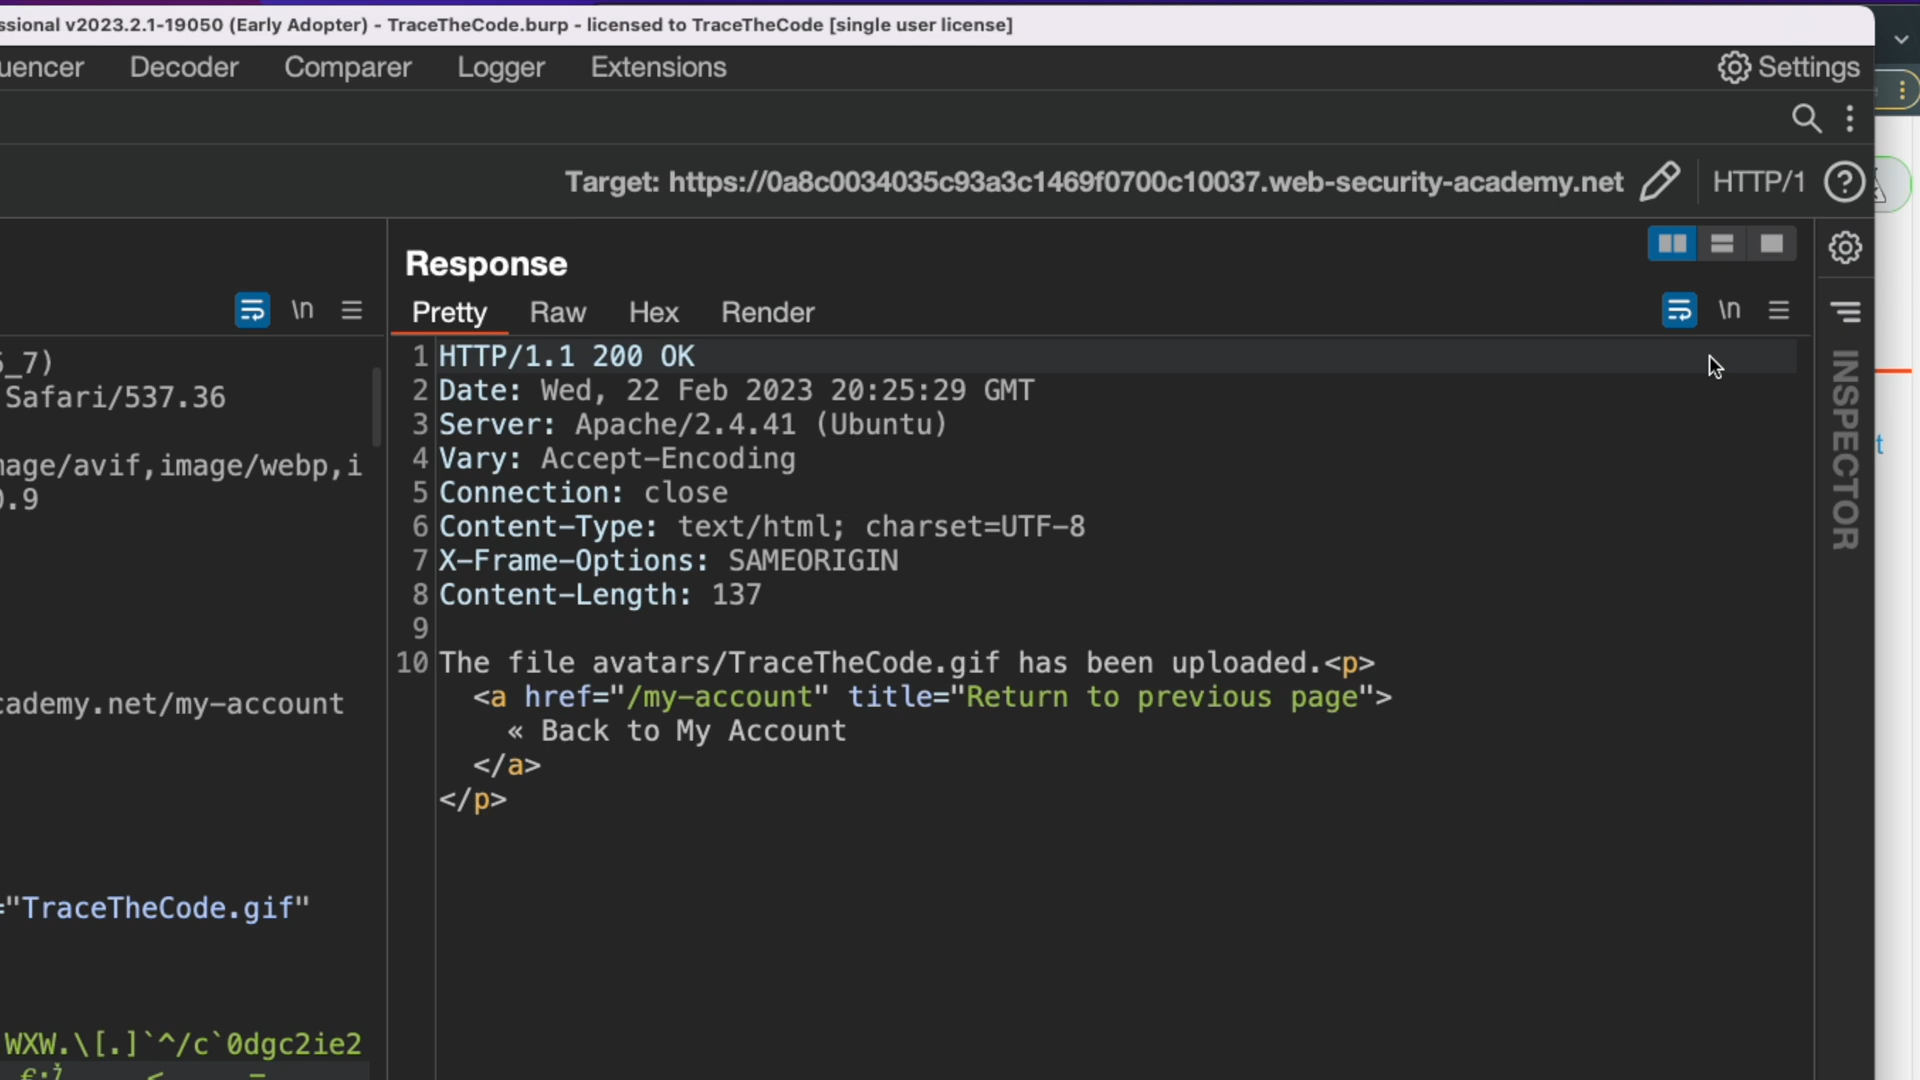 ssional v2023.2.1-19050 (Early Adopter) - TraceTheCode.burp - licensed to TraceTheCode [single user license]
uencer Decoder Comparer Logger Extensions Settings
Target: https://0a8c0034035c93a3c1469f0700c10037.web-security-academy.net HTTP/1
Response
\n
Pretty Raw Hex Render \n
INSPECTOR
5_7)
Safari/537.36
mage/avif,image/webp,i
0.9
cademy.net/my-account
="TraceTheCode.gif"
WXW.\[.]`^/c`0dgc2ie2
1 HTTP/1.1 200 OK
2 Date: Wed, 22 Feb 2023 20:25:29 GMT
3 Server: Apache/2.4.41 (Ubuntu)
4 Vary: Accept-Encoding
5 Connection: close
6 Content-Type: text/html; charset=UTF-8
7 X-Frame-Options: SAMEORIGIN
8 Content-Length: 137
9
10 The file avatars/TraceTheCode.gif has been uploaded.<p>
<a href="/my-account" title="Return to previous page">
« Back to My Account
</a>
</p>
t